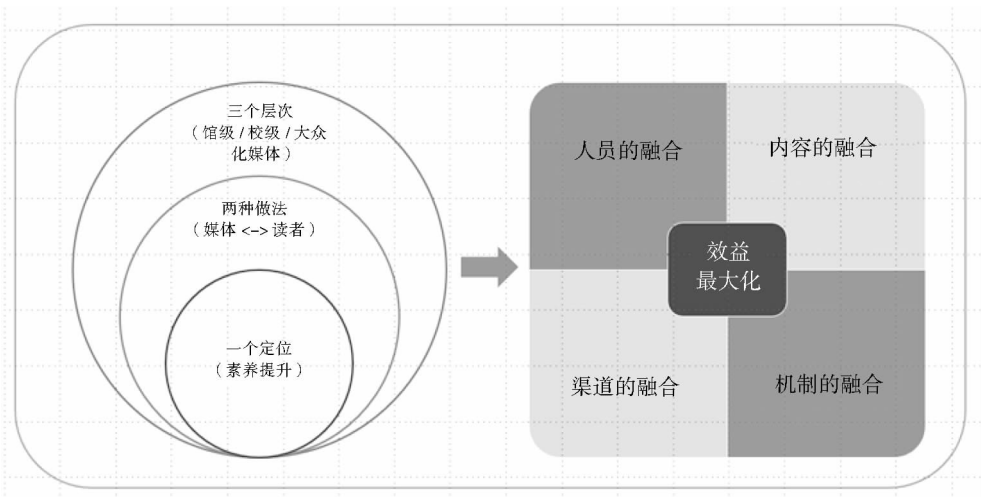 三个层次
（ 馆级 / 校级 / 大众
化媒体 ）
两种做法
（ 媒体 <-> 读者 ）
一个定位
（ 素养提升 ）
人员的融合
内容的融合
效益
最大化
渠道的融合
机制的融合